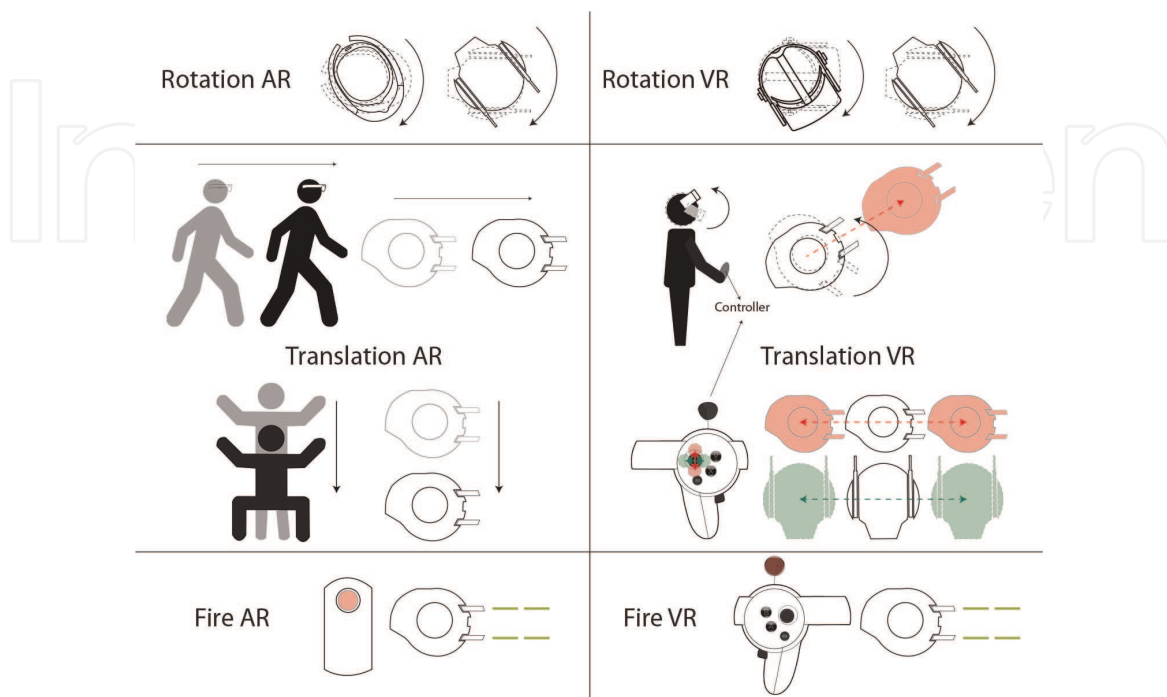 Rotation AR
Rotation VR
Controller
Translation AR
Translation VR
Fire AR
Fire VR